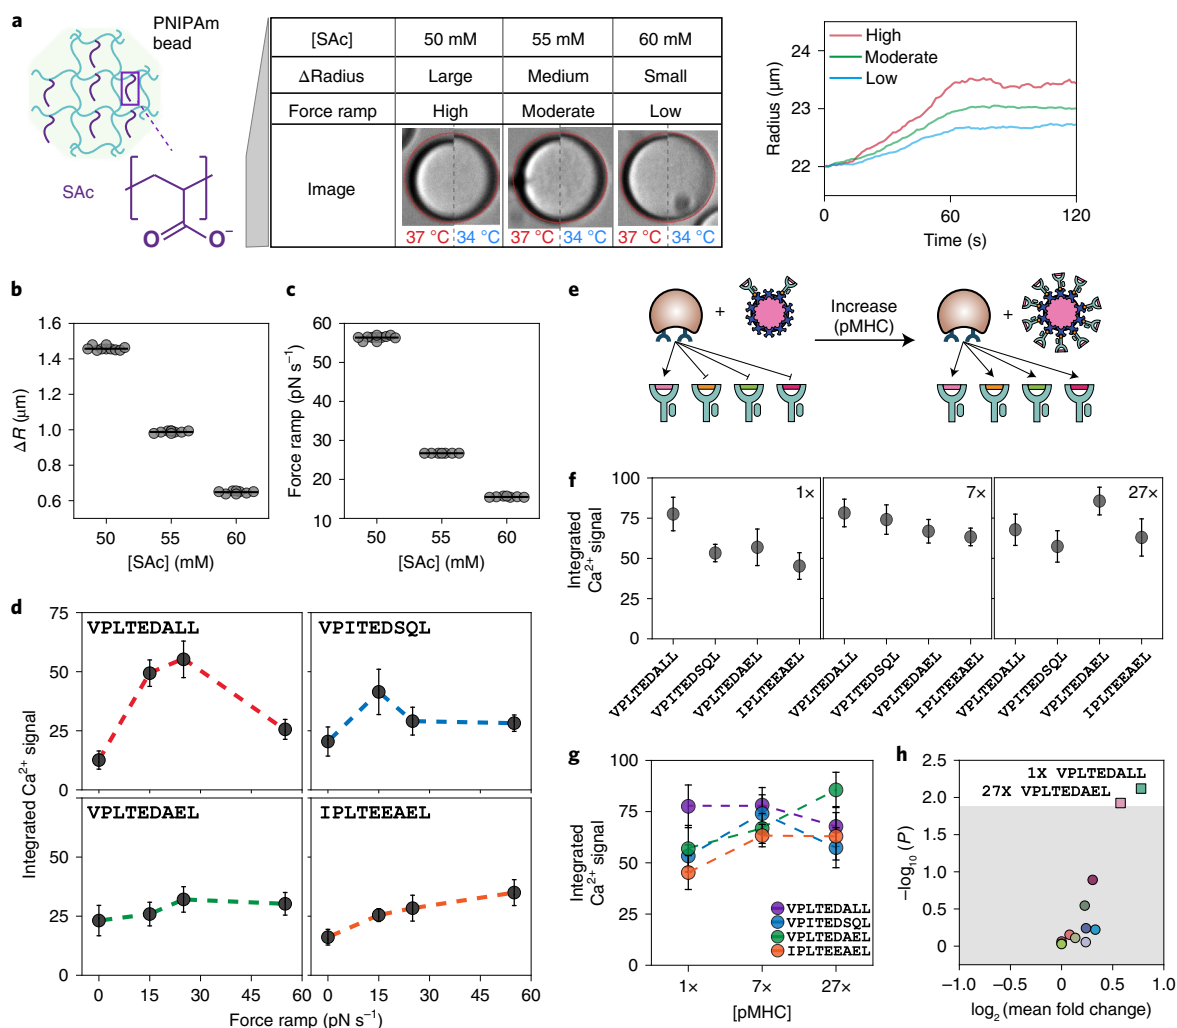 a
PNIPAm
bead
SAc
O
O−
[SAc] 50 mM 55 mM 60 mM
ΔRadius Large Medium Small
Force ramp High Moderate Low
Image
37 °C 34 °C 37 °C 34 °C 37 °C 34 °C
High
Moderate
Low
Radius (μm)
24
23
22
0 60 120
Time (s)
b
ΔR (μm)
1.6
1.4
1.2
1.0
0.8
0.6
50 55 60
[SAc] (mM)
c
Force ramp (pN s−1)
60
50
40
30
20
10
50 55 60
[SAc] (mM)
d
Integrated Ca2+ signal
75
50
25
0
50
25
0
VPLTEDALL
VPITEDSQL
VPLTEDAEL
IPLTEEAEL
0 15 30 45 60 0 15 30 45 60
Force ramp (pN s−1)
e
+
Increase
(pMHC)
+
f
Integrated
Ca2+ signal
100
75
50
25
0
1×
7×
27×
VPLTEDALL
VPITEDSQL
VPLTEDAEL
IPLTEEAEL
VPLTEDALL
VPITEDSQL
VPLTEDAEL
IPLTEEAEL
VPLTEDALL
VPITEDSQL
VPLTEDAEL
IPLTEEAEL
g
Integrated
Ca2+ signal
100
75
50
25
0
VPLTEDALL
VPITEDSQL
VPLTEDAEL
IPLTEEAEL
1× 7× 27×
[pMHC]
h
−log10 (P)
2.5
2.0
1.5
1.0
0.5
0
1X VPLTEDALL
27X VPLTEDAEL
−1.0 −0.5 0 0.5 1.0
log2 (mean fold change)